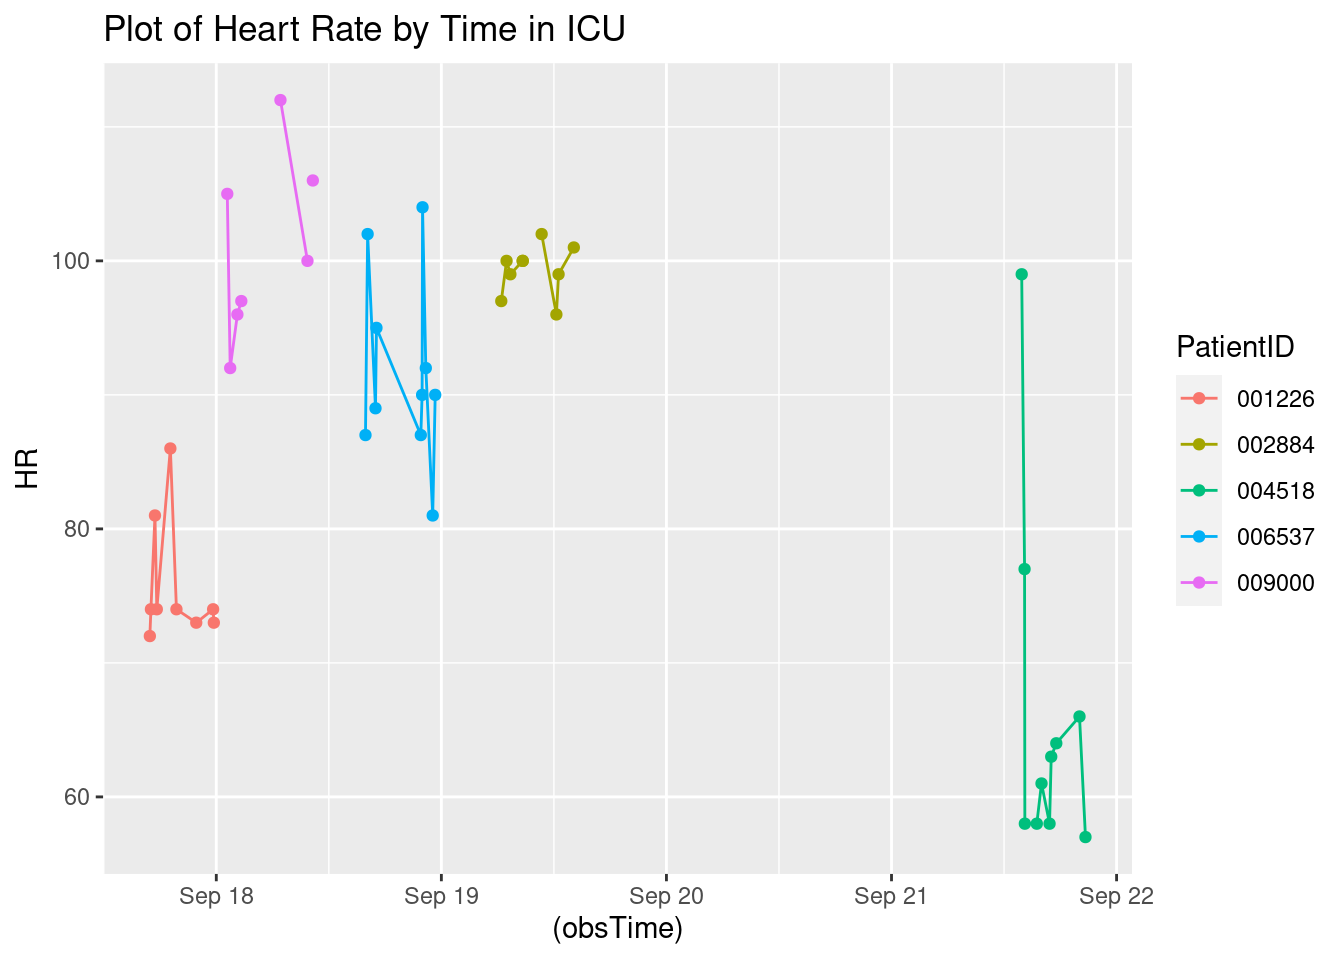 Plot of Heart Rate by Time in ICU
HR
100
80
60
Sep 18
Sep 19
Sep 20
Sep 21
Sep 22
(obsTime)
PatientID
001226
002884
004518
006537
009000